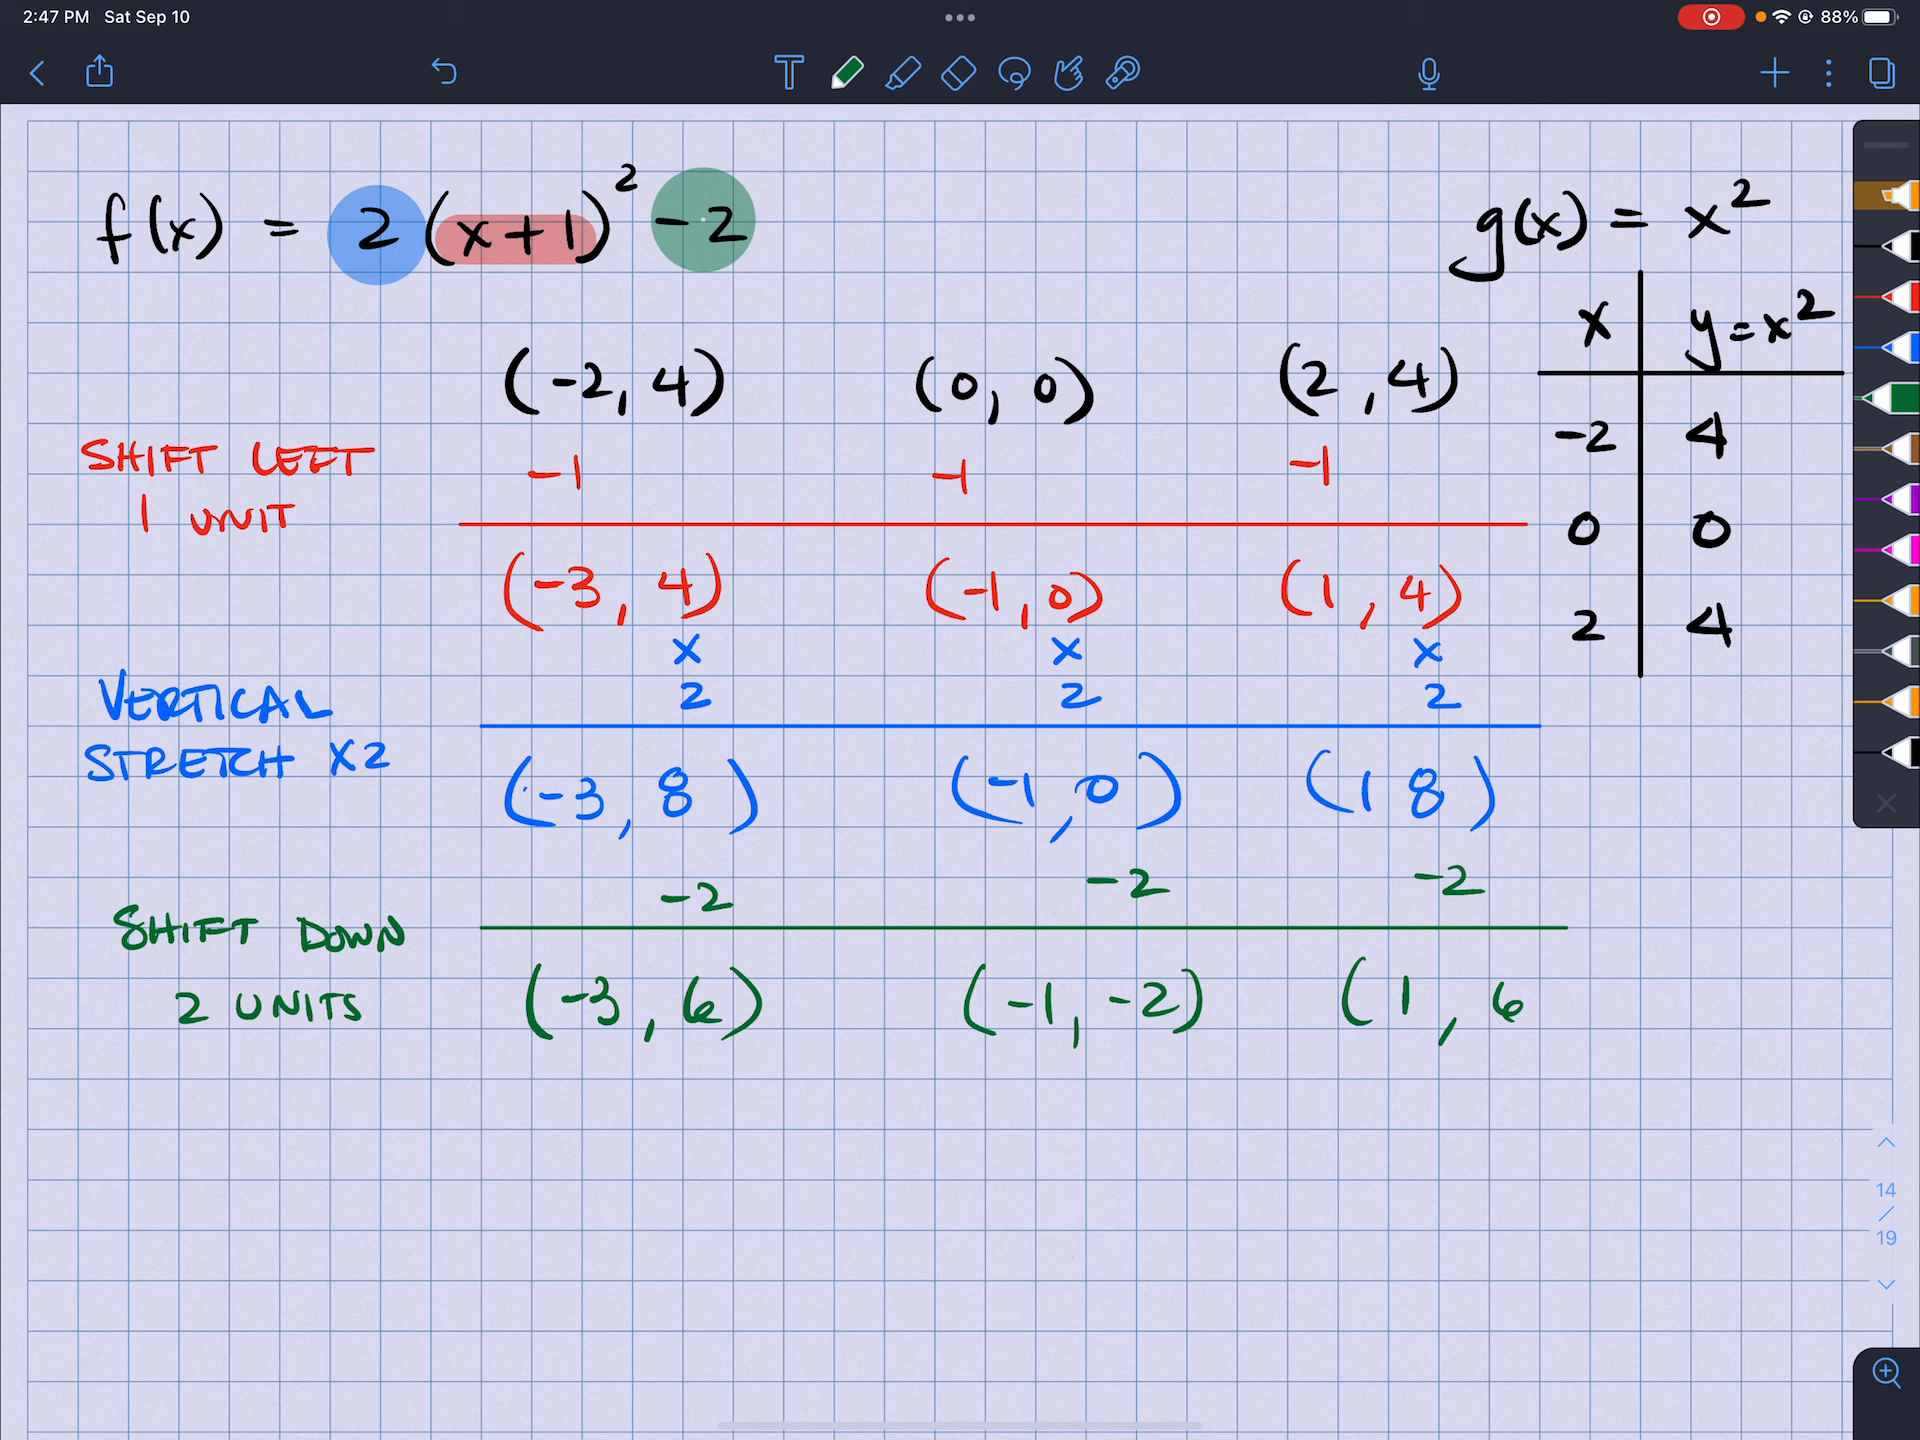 2:47 PM Sat Sep 10
88%
f(x) = 2(x+1)² -2
g(x) = x²
x y=x²
(-2, 4) (0, 0) (2, 4)
-2 4
SHIFT LEFT -1 -1 -1
1 UNIT
0 0
(-3, 4) (-1, 0) (1, 4)
2 4
x x x
VERTICAL 2 2 2
STRETCH X2
(-3, 8) (-1, 0) (1 8)
-2 -2 -2
SHIFT DOWN
2 UNITS (-3, 6) (-1, -2) (1, 6
14
/
19